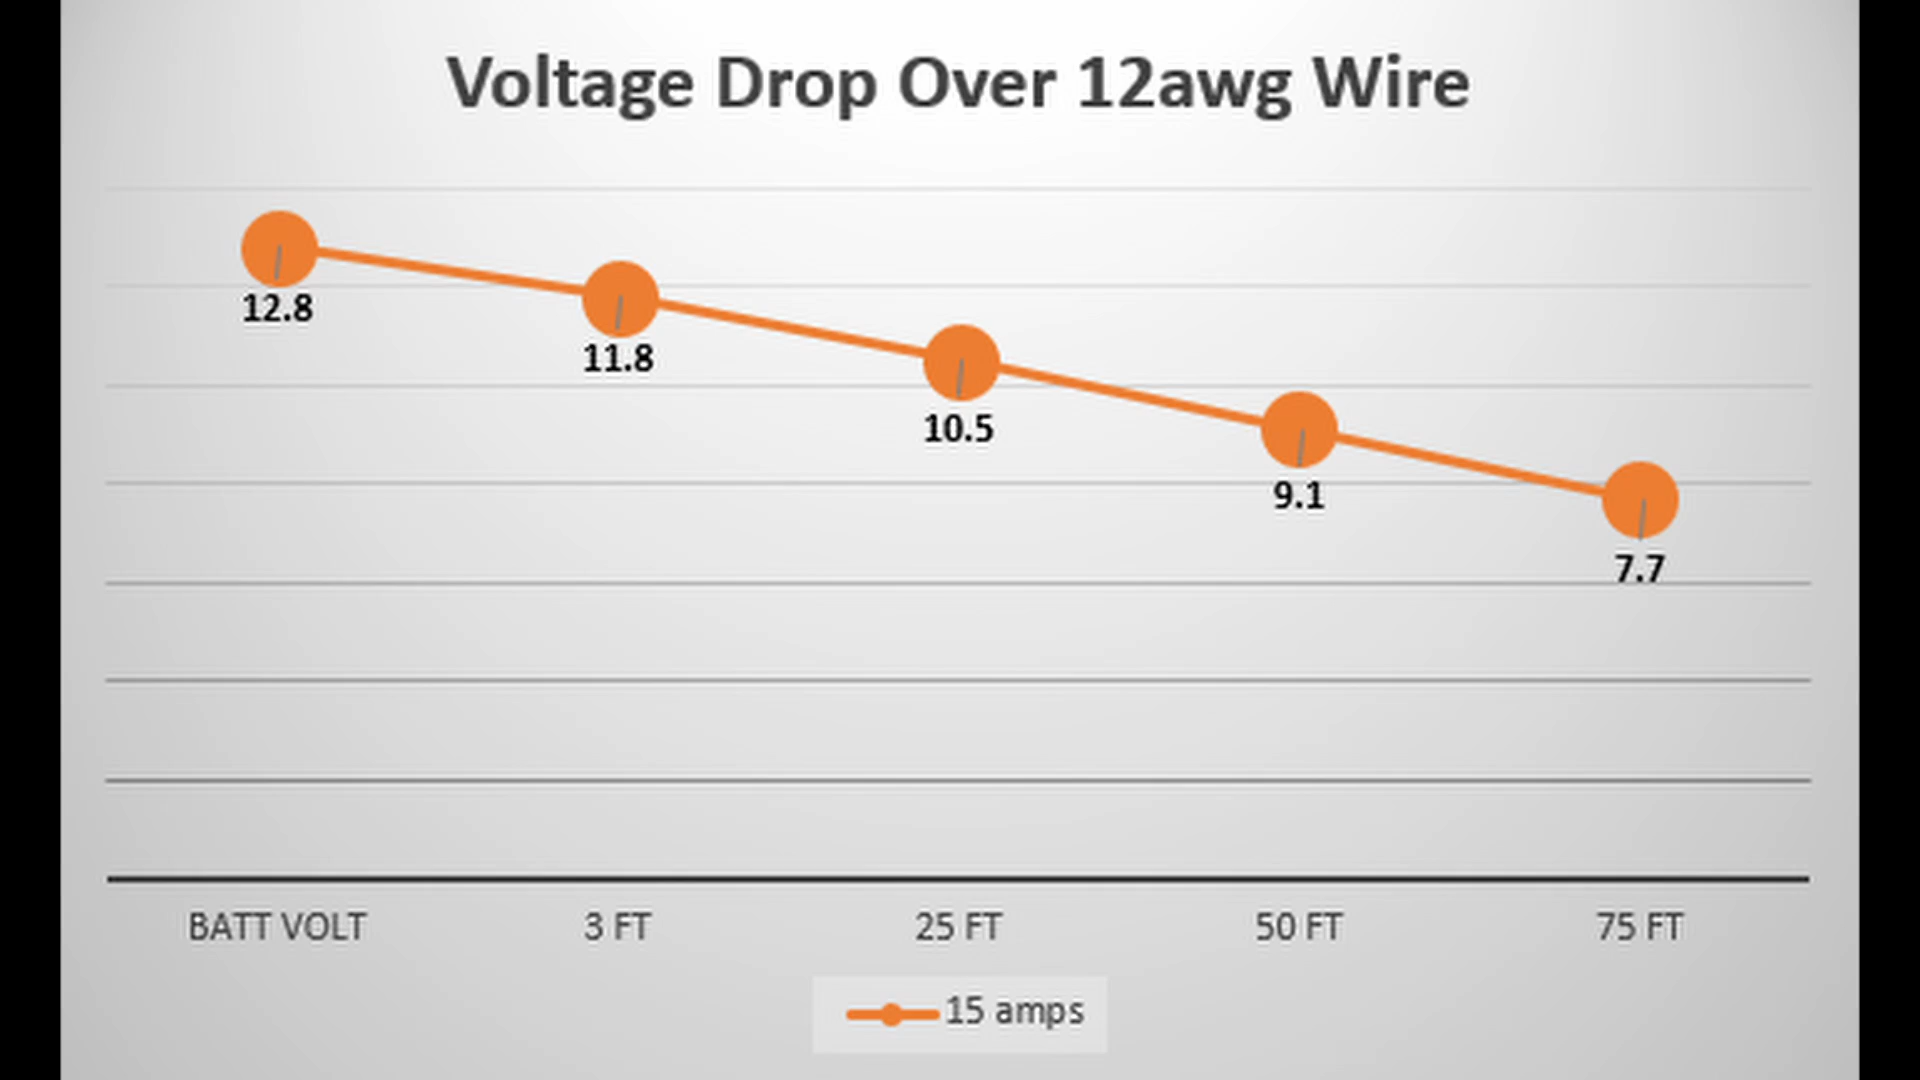 Voltage Drop Over 12awg Wire
12.8
11.8
10.5
9.1
7.7
BATT VOLT
3 FT
25 FT
50 FT
75 FT
15 amps